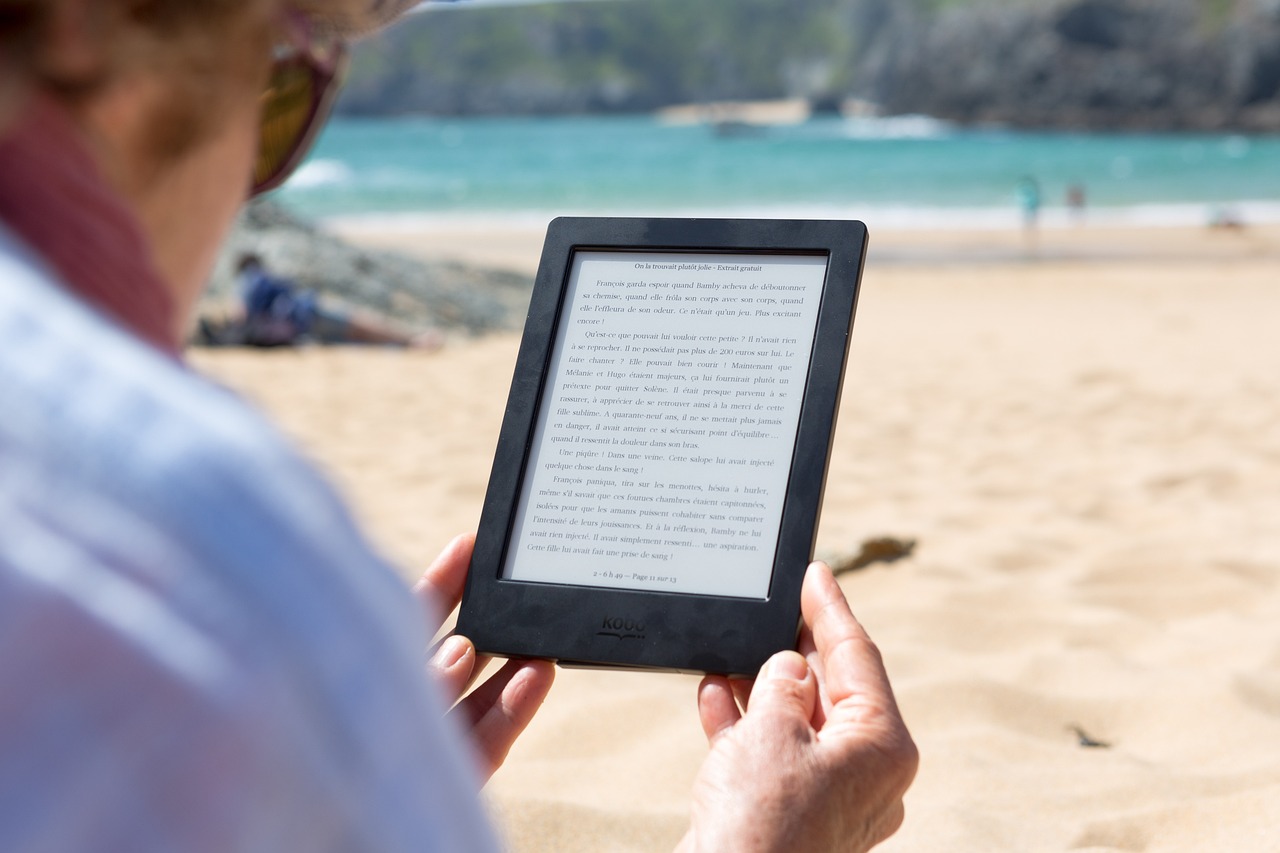 On la trouvait plutôt jolie - Extrait gratuit
François garda espoir quand Bamby acheva de déboutonner
sa chemise, quand elle frôla son corps avec son corps, quand
elle l'effleura de son odeur. Ce n'était qu'un jeu. Plus excitant
encore !
Qu'est-ce que pouvait lui vouloir cette petite ? Il n'avait rien
à se reprocher. Il ne possédait pas plus de 200 euros sur lui. Le
faire chanter ? Elle pouvait bien courir ! Maintenant que
Mélanie et Hugo étaient majeurs, ça lui fournirait plutôt un
prétexte pour quitter Solène. Il était presque parvenu à se
rassurer, à apprécier de se retrouver ainsi à la merci de cette
fille sublime. A quarante-neuf ans, il ne se mettait plus jamais
en danger, il avait atteint ce si sécurisant point d'équilibre...
quand il ressentit la douleur dans son bras.
Une piqûre ! Dans une veine. Cette salope lui avait injecté
quelque chose dans le sang !
François paniqua, tira sur les menottes, hésita à hurler,
même s'il savait que ces foutues chambres étaient capitonnées,
isolées pour que les amants puissent cohabiter sans comparer
l'intensité de leurs jouissances. Et à la réflexion, Bamby ne lui
avait rien injecté. Il avait simplement ressenti... une aspiration.
Cette fille lui avait fait une prise de sang !
2 - 6 h 49 — Page 11 sur 13
kobo